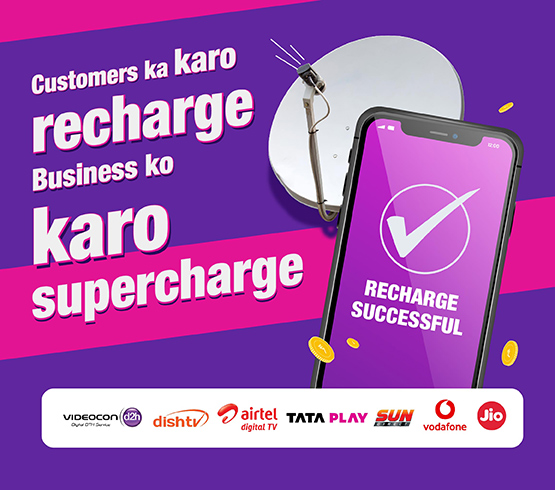 Customers ka karo
recharge
Business ko
karo
supercharge
RECHARGE
SUCCESSFUL
VIDEOCON d2h
Digital DTH Service
dishtv
airtel
digital TV
TATA PLAY
SUN
vodafone
Jio